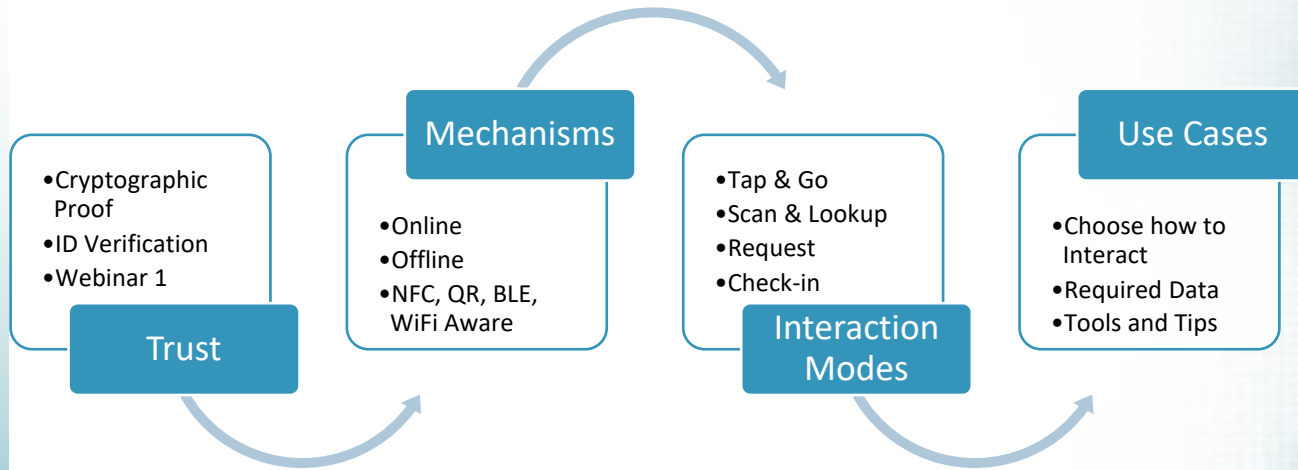 •Cryptographic
Proof
•ID Verification
•Webinar 1
Trust
Mechanisms
•Online
•Offline
•NFC, QR, BLE,
WiFi Aware
•Tap & Go
•Scan & Lookup
•Request
•Check-in
Interaction
Modes
Use Cases
•Choose how to
Interact
•Required Data
•Tools and Tips